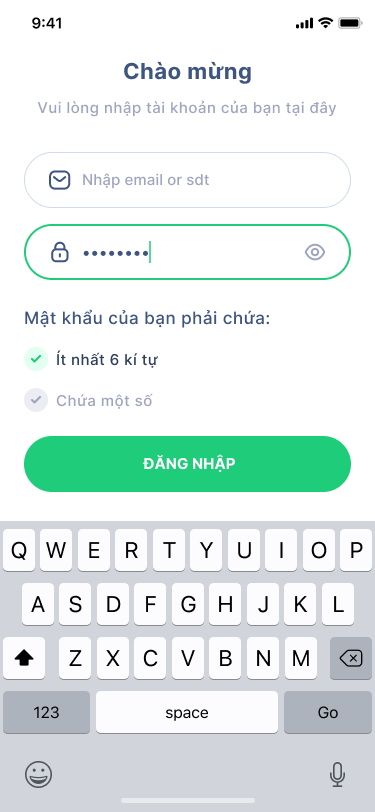 9:41
Chào mừng
Vui lòng nhập tài khoản của bạn tại đây
Nhập email or sdt
••••••••
Mật khẩu của bạn phải chứa:
Ít nhất 6 kí tự
Chứa một số
ĐĂNG NHẬP
Q W E R T Y U I O P
A S D F G H J K L
Z X C V B N M
123 space Go